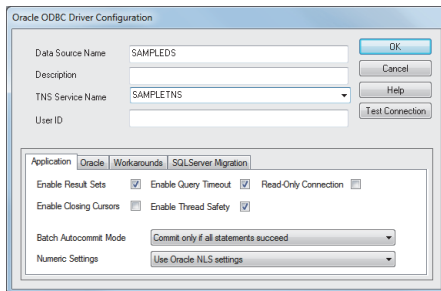 Oracle ODBC Driver Configuration
Data Source Name SAMPLEDS OK
Description Cancel
TNS Service Name SAMPLETNS Help
User ID Test Connection
Application Oracle Workarounds SQLServer Migration
Enable Result Sets Enable Query Timeout Read-Only Connection
Enable Closing Cursors Enable Thread Safety
Batch Autocommit Mode Commit only if all statements succeed
Numeric Settings Use Oracle NLS settings